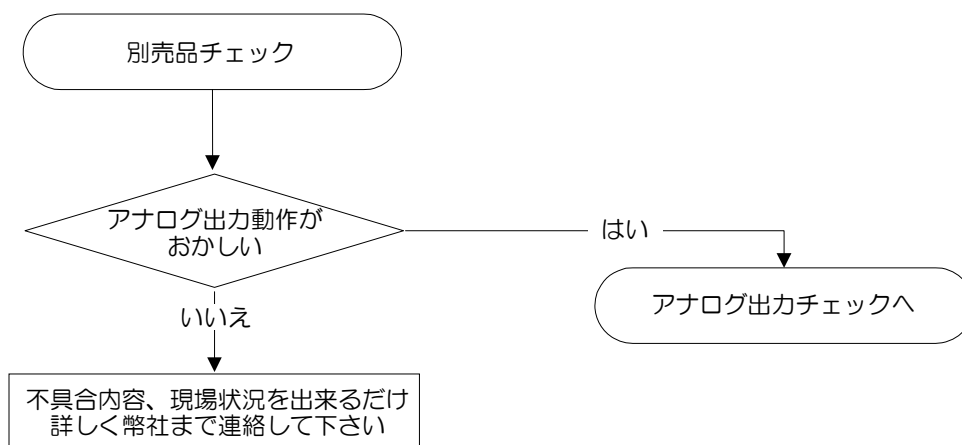 別売品チェック
アナログ出力動作が
おかしい
はい
アナログ出力チェックへ
いいえ
不具合内容、現場状況を出来るだけ
詳しく幣社まで連絡して下さい